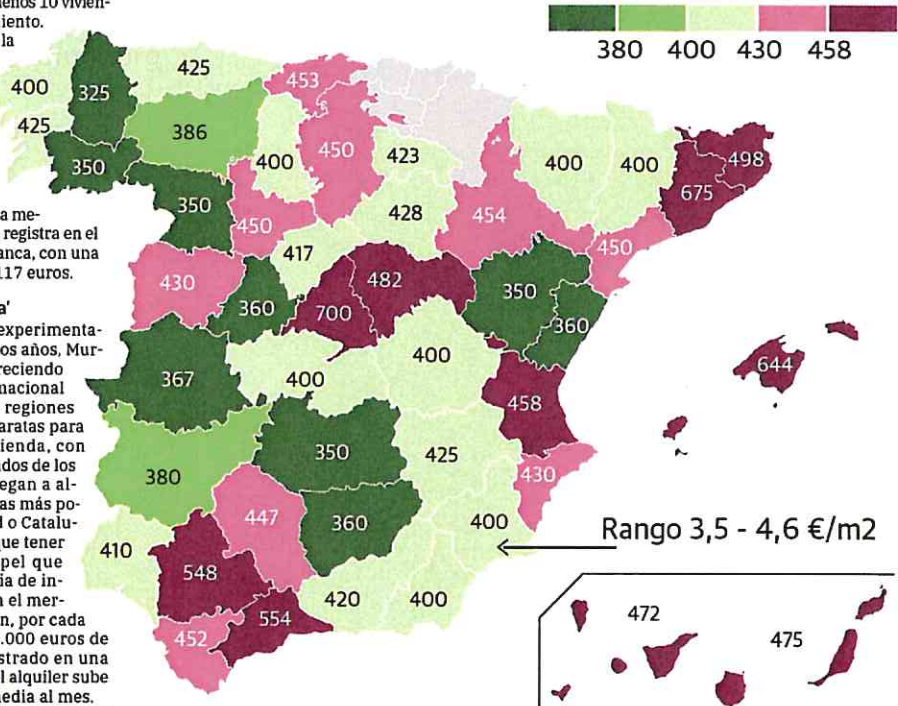 menos 10 vivien-
miento.
la
a me-
registra en el
anca, con una
117 euros.
a'
experimenta-
os años, Mur-
reciendo
macional
regiones
aratas para
ienda, con
dos de los
egan a al-
as más po-
l o Catalu-
que tener
pel que
ia de in-
n el mer-
n, por cada
.000 euros de
strado en una
l alquiler sube
media al mes.
380 400 430 458
400
325
425
453
425
386
400
450
423
400
400
498
350
350
450
428
454
675
417
450
430
360
700
482
350
360
367
400
400
644
458
380
350
425
430
447
360
400
410
548
Rango 3,5 - 4,6 €/m2
420
400
452
554
472
475